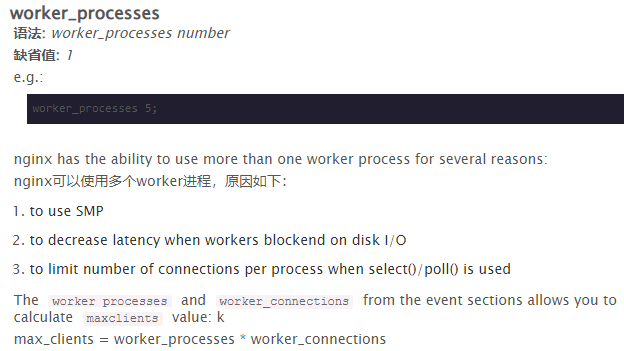 worker_processes
语法: worker_processes number
缺省值: 1
e.g.:
worker_processes 5;
nginx has the ability to use more than one worker process for several reasons:
nginx可以使用多个worker进程，原因如下：
1. to use SMP
2. to decrease latency when workers blockend on disk I/O
3. to limit number of connections per process when select()/poll() is used
The worker processes and worker_connections from the event sections allows you to
calculate maxclients value: k
max_clients = worker_processes * worker_connections